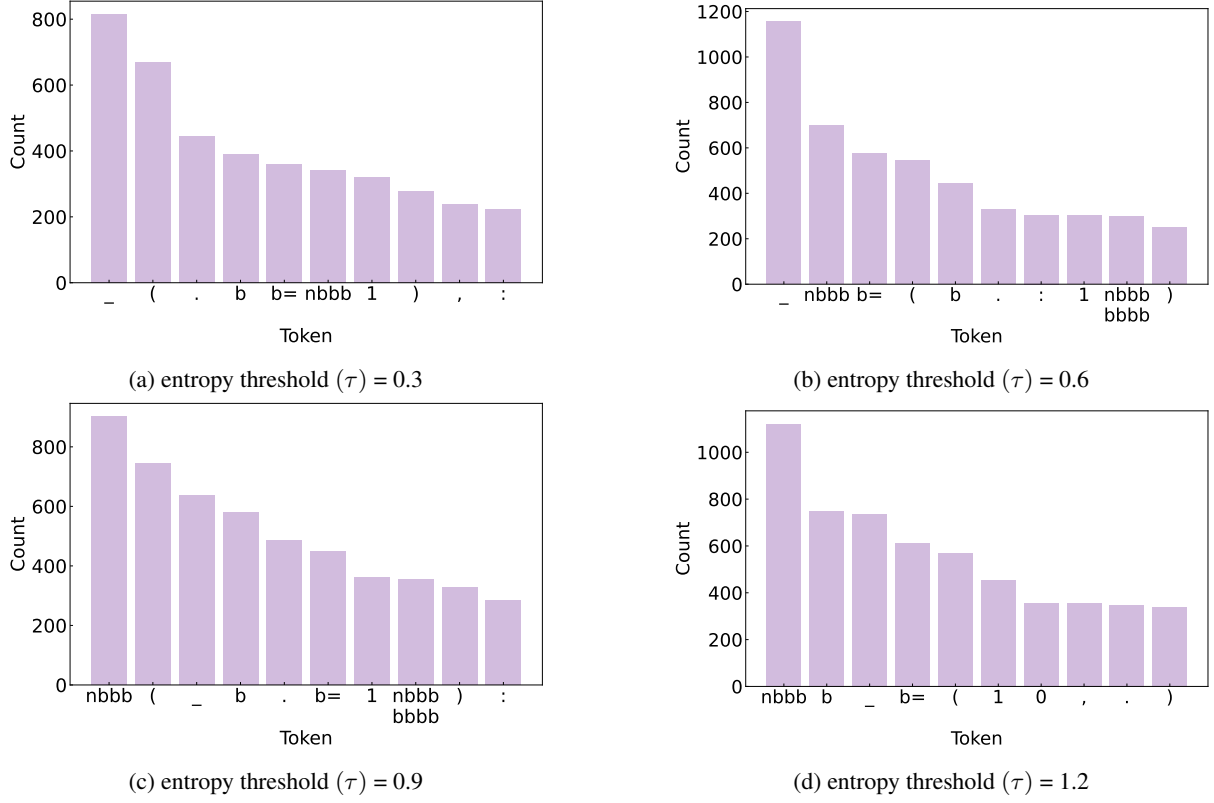 800
600
400
200
0
Count
_ ( . b b= nbbb 1 ) , :
Token
(a) entropy threshold (τ) = 0.3
1200
1000
800
600
400
200
0
Count
_ nbbb b= ( b . : 1 nbbb )
bbbb
Token
(b) entropy threshold (τ) = 0.6
800
600
400
200
0
Count
nbbb ( _ b . b= 1 nbbb ) :
bbbb
Token
(c) entropy threshold (τ) = 0.9
1000
800
600
400
200
0
Count
nbbb b _ b= ( 1 0 , . )
Token
(d) entropy threshold (τ) = 1.2